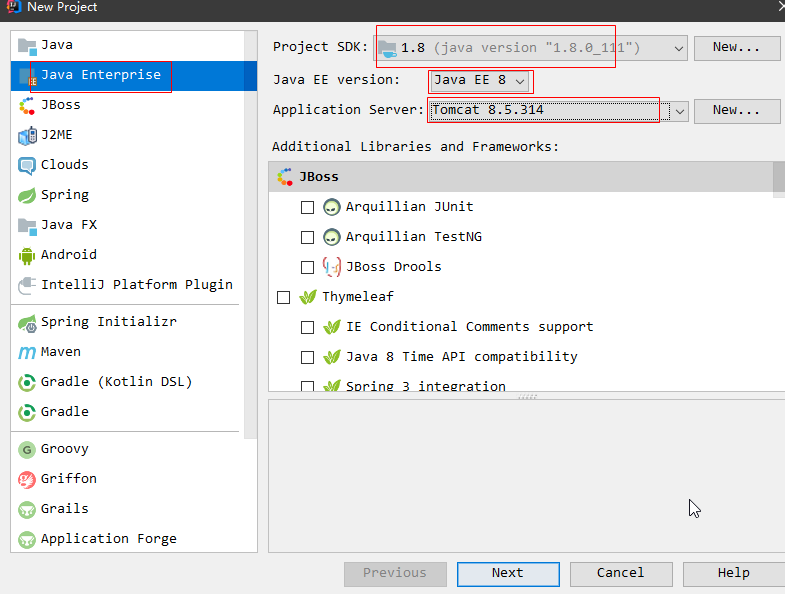 New Project
Java
Java Enterprise
JBoss
J2ME
Clouds
Spring
Java FX
Android
IntelliJ Platform Plugin
Spring Initializr
Maven
Gradle (Kotlin DSL)
Gradle
Groovy
Griffon
Grails
Application Forge
Project SDK: 1.8 (java version "1.8.0_111") New...
Java EE version: Java EE 8
Application Server: Tomcat 8.5.314 New...
Additional Libraries and Frameworks:
JBoss
Arquillian JUnit
Arquillian TestNG
JBoss Drools
Thymeleaf
IE Conditional Comments support
Java 8 Time API compatibility
Spring 3 integration
Previous Next Cancel Help